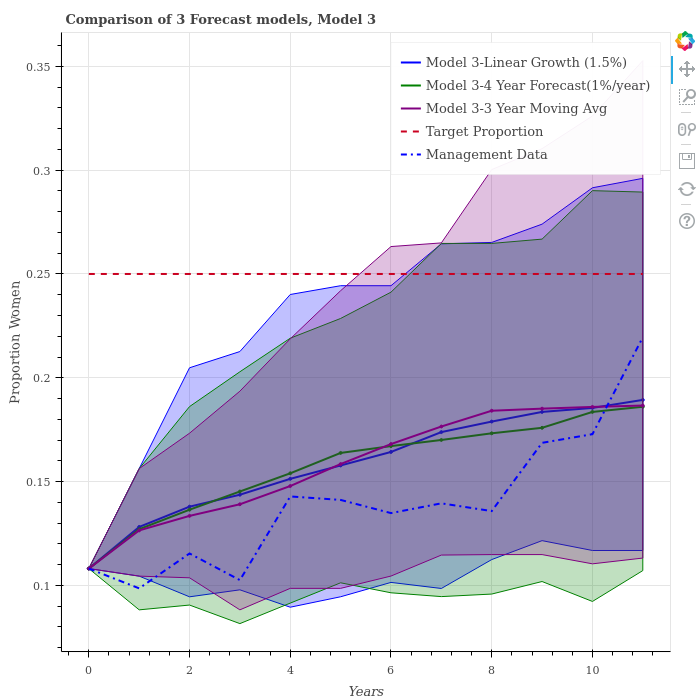 Comparison of 3 Forecast models, Model 3
Model 3-Linear Growth (1.5%)
Model 3-4 Year Forecast(1%/year)
Model 3-3 Year Moving Avg
Target Proportion
Management Data
0.35
0.3
0.25
0.2
0.15
0.1
Proportion Women
0 2 4 6 8 10
Years